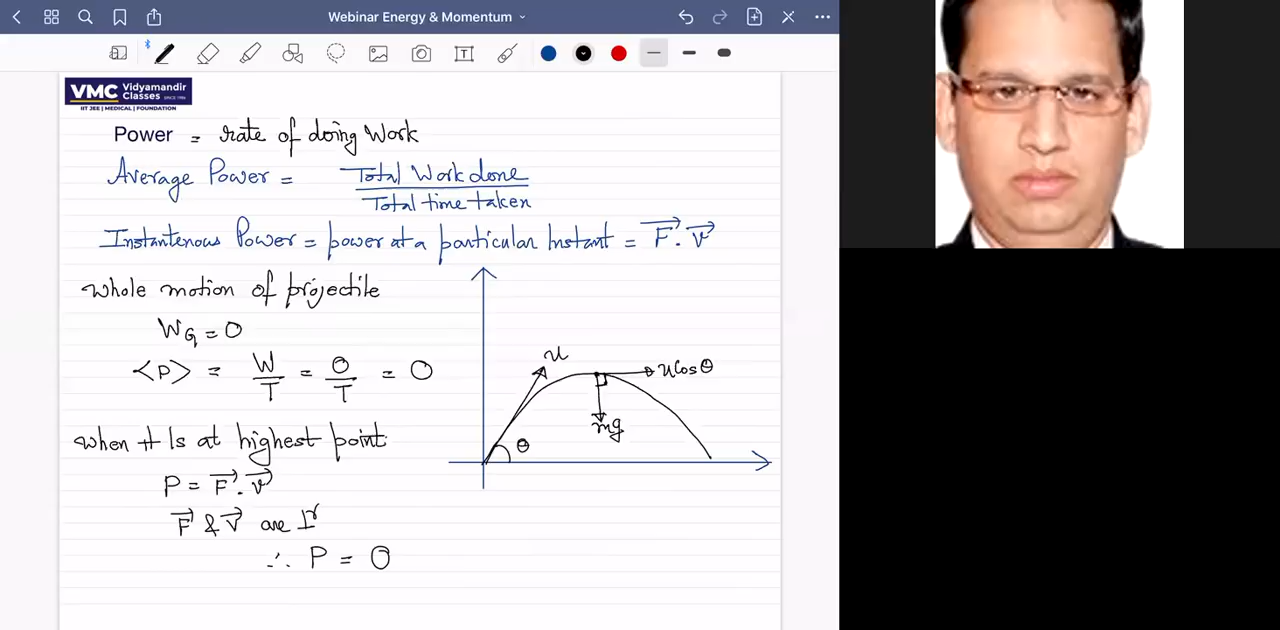 Webinar Energy & Momentum
VMC Vidyamandir Classes SINCE 1986
IIT JEE | MEDICAL | FOUNDATION
Power = rate of doing Work
Average Power = Total Work done / Total time taken
Instantenous Power = power at a particular Instant = F⃗ . v⃗
whole motion of projectile
W_G = 0
<P> = W/T = 0/T = 0
u
u Cos θ
mg
θ
when it Is at highest point
P = F⃗ . v⃗
F⃗ & v⃗ are ⊥r
∴ P = 0